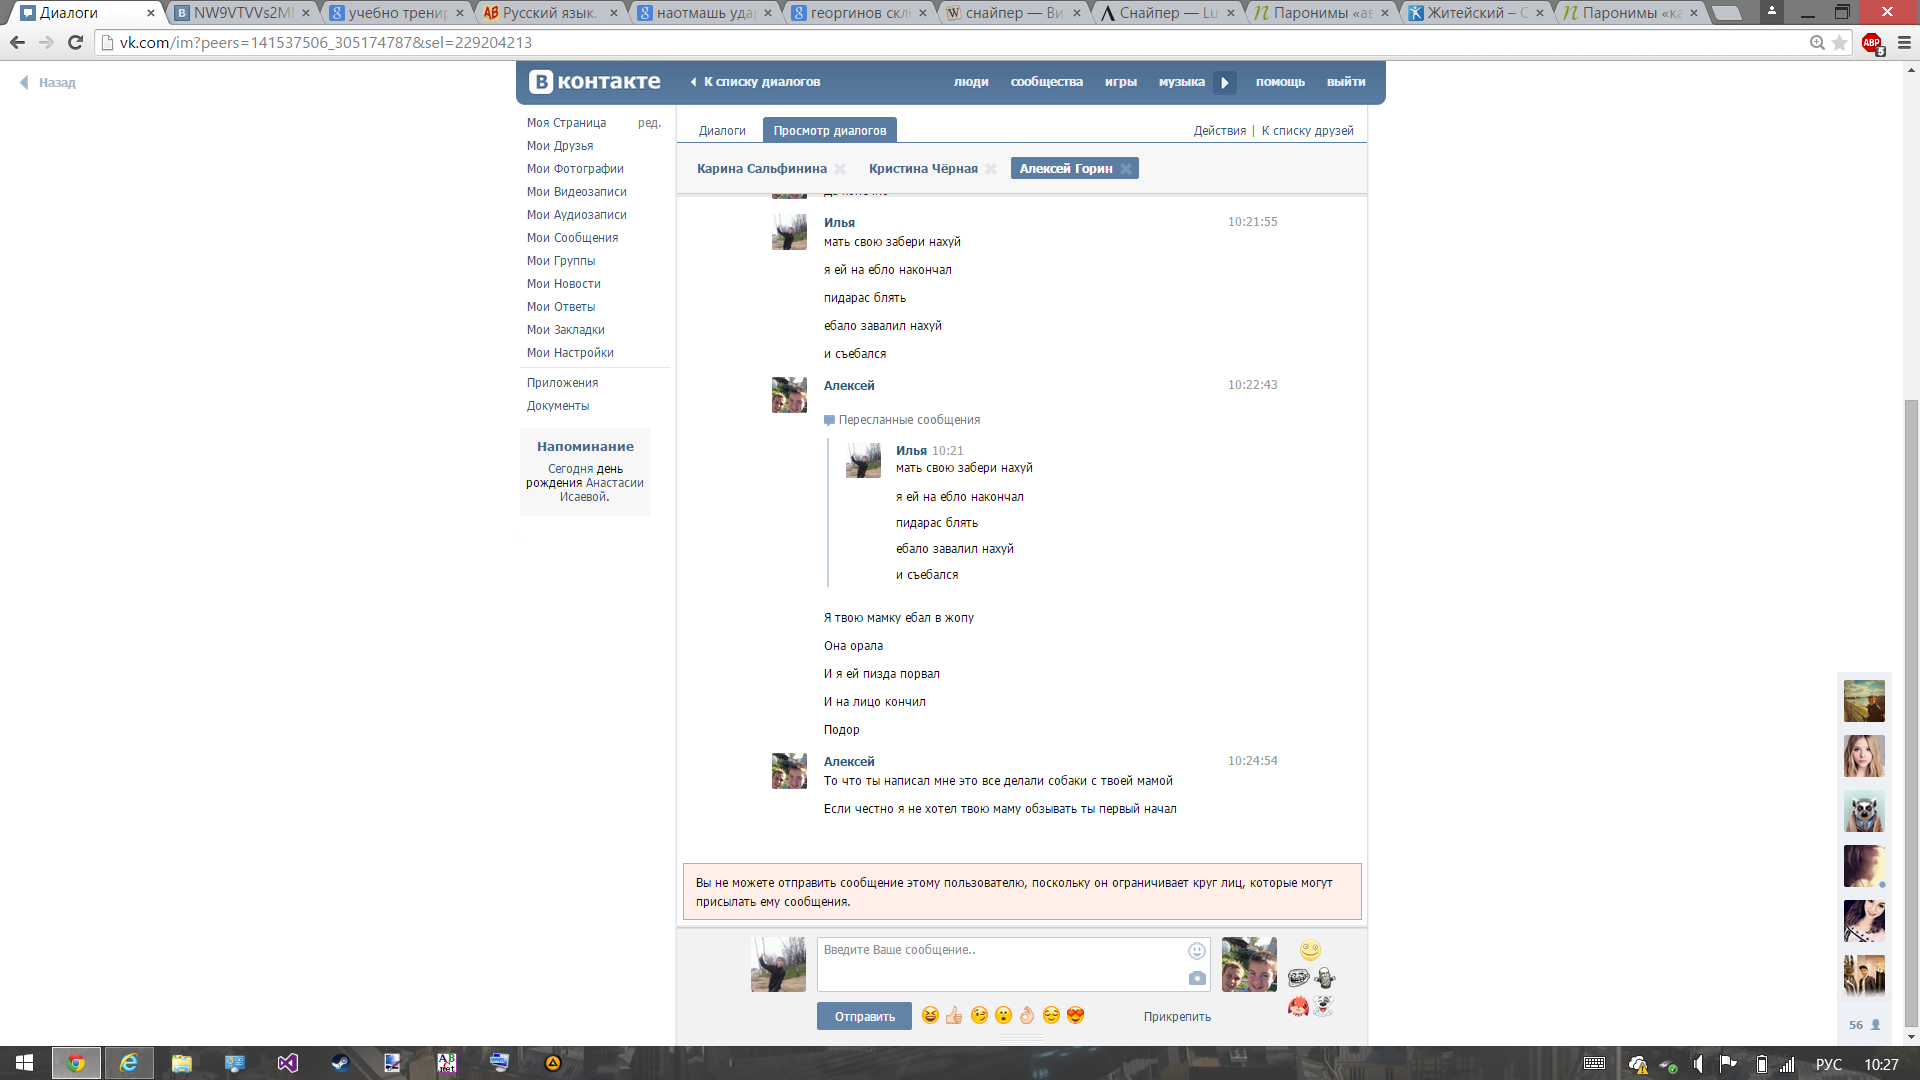 Диалоги
NW9VTVVs2M
учебно тренир
Русский язык.
наотмашь уда
георгинов скл
снайпер — Ви
Снайпер — Lu
Паронимы «ав
Житейский – С
Паронимы «ка
vk.com/im?peers=141537506_305174787&sel=229204213
ABP
Назад
В контакте
К списку диалогов
люди
сообщества
игры
музыка
помощь
выйти
Моя Страница
ред.
Мои Друзья
Мои Фотографии
Мои Видеозаписи
Мои Аудиозаписи
Мои Сообщения
Мои Группы
Мои Новости
Мои Ответы
Мои Закладки
Мои Настройки
Приложения
Документы
Напоминание
Сегодня день
рождения Анастасии
Исаевой.
Диалоги
Просмотр диалогов
Действия | К списку друзей
Карина Сальфинина
Кристина Чёрная
Алексей Горин
Илья
10:21:55
мать свою забери нахуй
я ей на ебло накончал
пидарас блять
ебало завалил нахуй
и съебался
Алексей
10:22:43
Пересланные сообщения
Илья 10:21
мать свою забери нахуй
я ей на ебло накончал
пидарас блять
ебало завалил нахуй
и съебался
Я твою мамку ебал в жопу
Она орала
И я ей пизда порвал
И на лицо кончил
Подор
Алексей
10:24:54
То что ты написал мне это все делали собаки с твоей мамой
Если честно я не хотел твою маму обзывать ты первый начал
Вы не можете отправить сообщение этому пользователю, поскольку он ограничивает круг лиц, которые могут
присылать ему сообщения.
Введите Ваше сообщение..
Отправить
Прикрепить
56
РУС
10:27